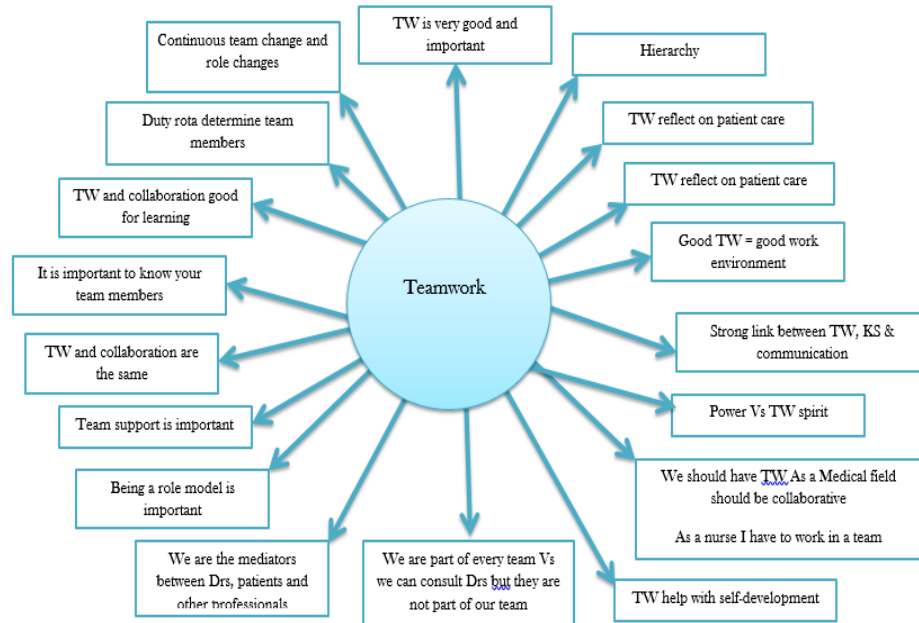 TW is very good and
important
Hierarchy
TW reflect on patient care
TW reflect on patient care
Good TW = good work
environment
Strong link between TW, KS &
communication
Power Vs TW spirit
We should have TW As a Medical field
should be collaborative
As a nurse I have to work in a team
TW help with self-development
We are part of every team Vs
we can consult Drs but they are
not part of our team
We are the mediators
between Drs, patients and
other professionals
Being a role model is
important
Team support is important
TW and collaboration are
the same
It is important to know your
team members
TW and collaboration good
for learning
Duty rota determine team
members
Continuous team change and
role changes
Teamwork